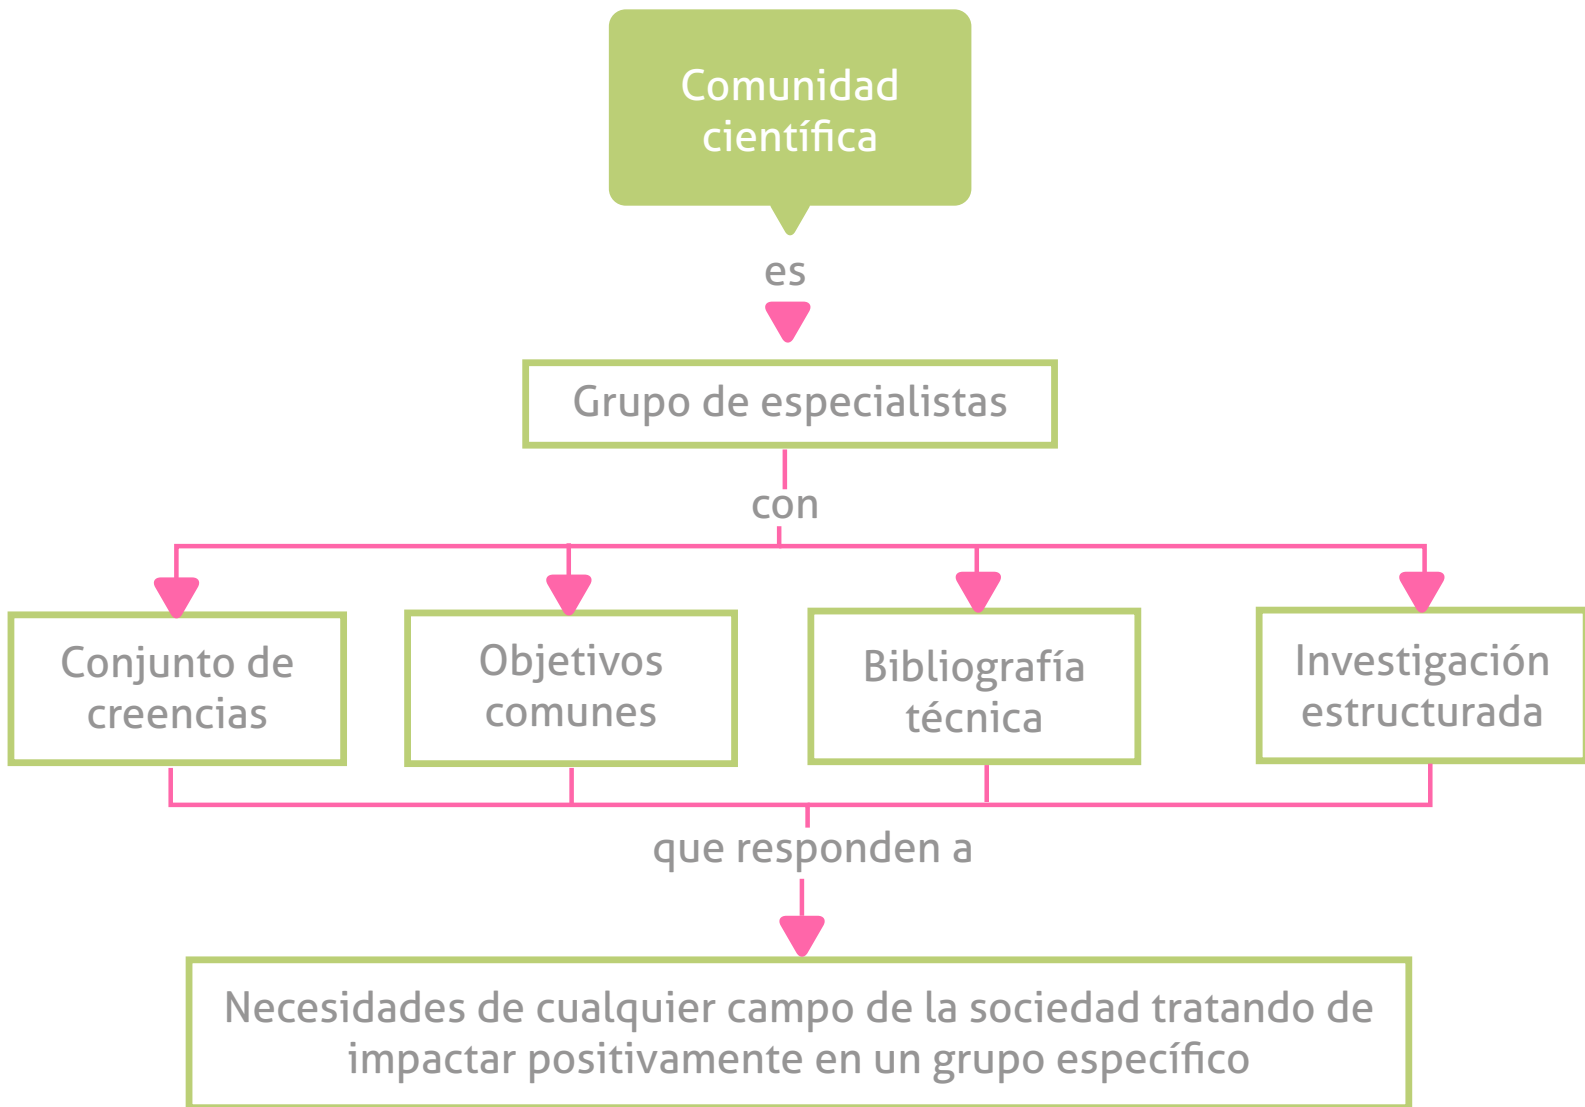 Comunidad
científica
es
Grupo de especialistas
con
Conjunto de
creencias
Objetivos
comunes
Bibliografía
técnica
Investigación
estructurada
que responden a
Necesidades de cualquier campo de la sociedad tratando de
impactar positivamente en un grupo específico